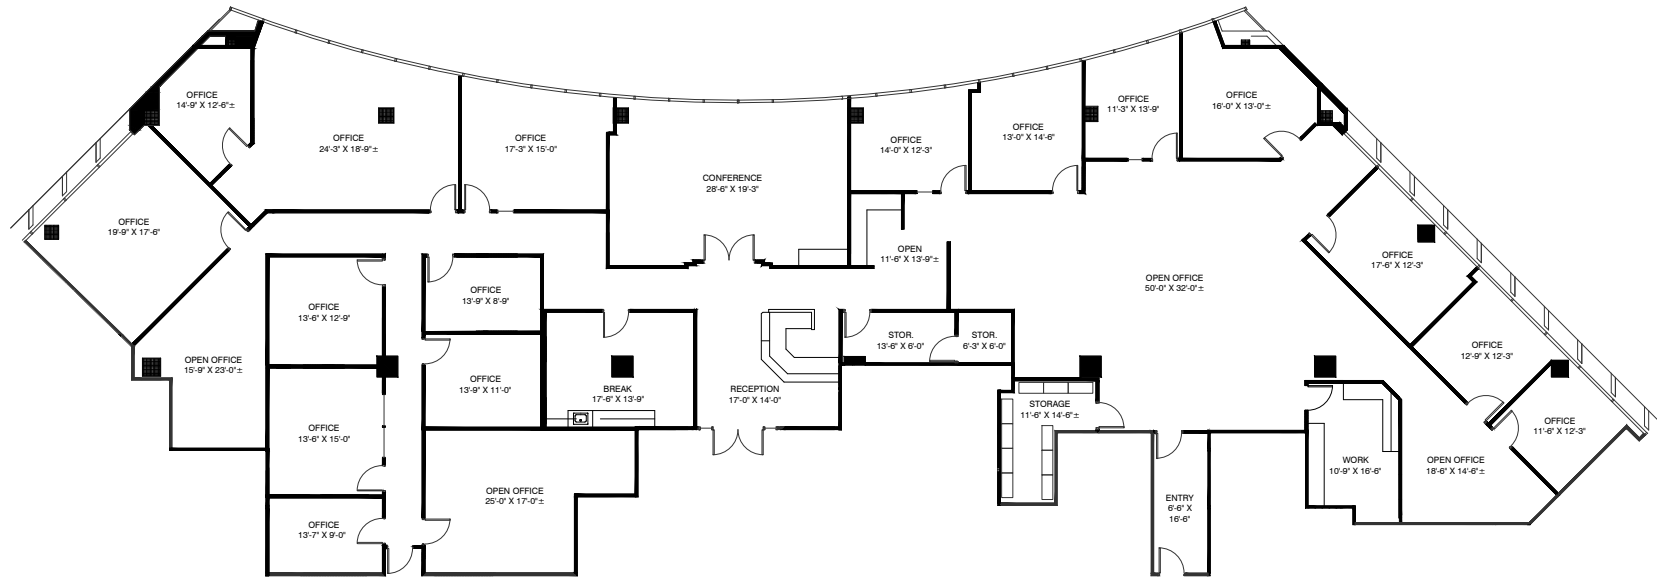 OFFICE
14'-9" X 12'-6"±
OFFICE
24'-3" X 18'-9"±
OFFICE
17'-3" X 15'-0"
CONFERENCE
28'-6" X 19'-3"
OFFICE
14'-0" X 12'-3"
OFFICE
13'-0" X 14'-6"
OFFICE
11'-3" X 13'-9"
OFFICE
16'-0" X 13'-0"±
OFFICE
19'-9" X 17'-6"
OPEN
11'-6" X 13'-9"±
OPEN OFFICE
50'-0" X 32'-0"±
OFFICE
17'-6" X 12'-3"
OFFICE
13'-6" X 12'-9"
OFFICE
13'-9" X 8'-9"
STOR.
13'-6" X 6'-0"
STOR.
6'-3" X 6'-0"
OFFICE
12'-9" X 12'-3"
OPEN OFFICE
15'-9" X 23'-0"±
OFFICE
13'-9" X 11'-0"
BREAK
17'-6" X 13'-9"
RECEPTION
17'-0" X 14'-0"
STORAGE
11'-6" X 14'-6"±
OFFICE
11'-6" X 12'-3"
OFFICE
13'-6" X 15'-0"
WORK
10'-9" X 16'-6"
OPEN OFFICE
18'-6" X 14'-6"±
OPEN OFFICE
25'-0" X 17'-0"±
ENTRY
6'-6" X
16'-6"
OFFICE
13'-7" X 9'-0"